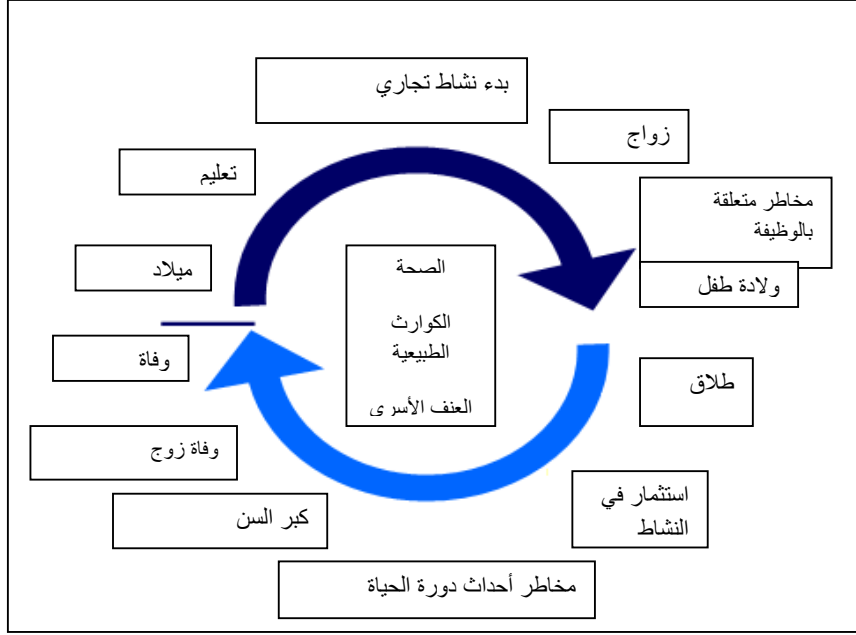 بدء نشاط تجاري
زواج
تعليم
مخاطر متعلقة
بالوظيفة
ميلاد
الصحة
ولادة طفل
الكوارث
الطبيعية
وفاة
طلاق
العنف الأسري
وفاة زوج
استثمار في
النشاط
كبر السن
مخاطر أحداث دورة الحياة